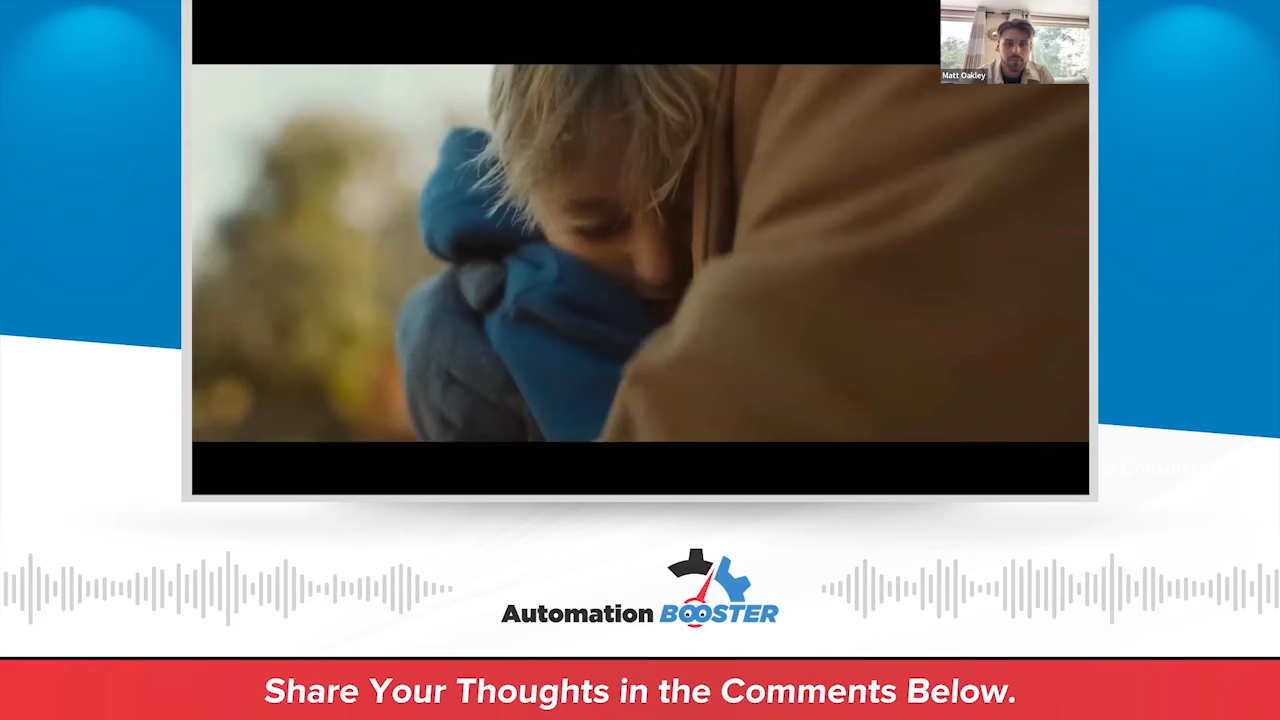 Matt Oakley
Automation BOOSTER
Share Your Thoughts in the Comments Below.